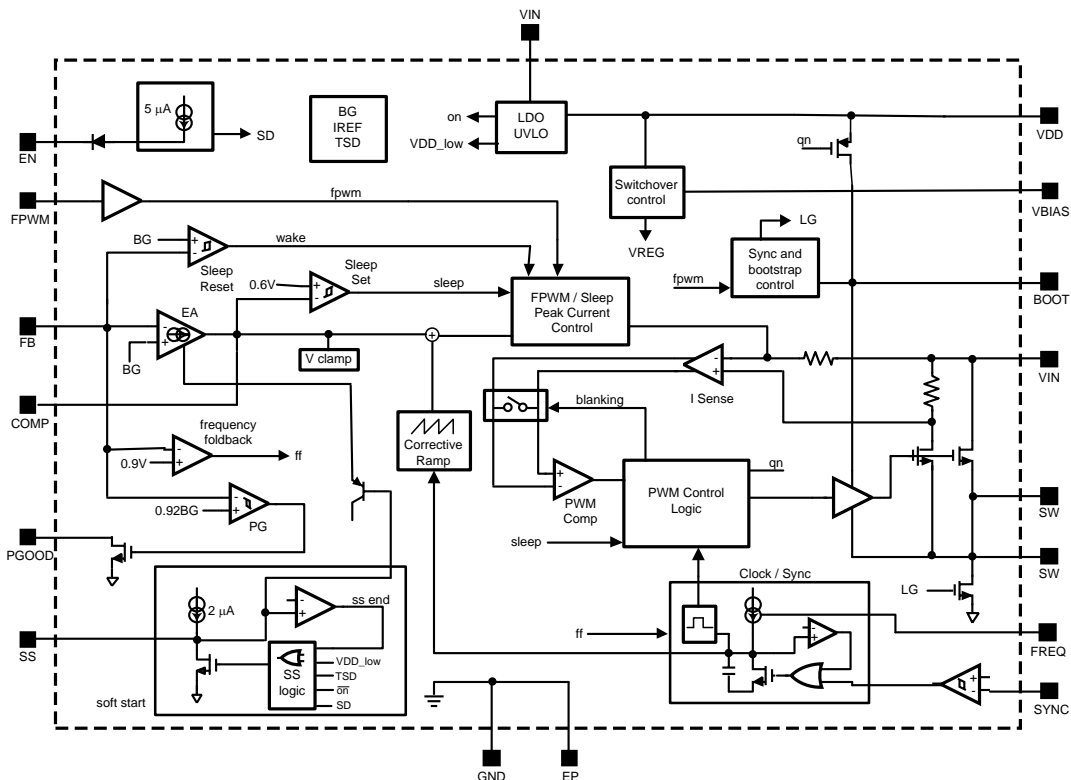 VIN
5 μA
SD
EN
BG
IREF
TSD
on
VDD_low
LDO
UVLO
VDD
qn
FPWM
fpwm
Switchover
control
VREG
VBIAS
LG
Sync and
bootstrap
control
fpwm
BOOT
BG
+
-
wake
Sleep
Reset
0.6V
+
-
Sleep
Set
sleep
FPWM / Sleep
Peak Current
Control
FB
EA
-
+
BG
V clamp
+
-
+
I Sense
VIN
COMP
blanking
Corrective
Ramp
frequency
foldback
0.9V
-
+
ff
+
-
PWM
Comp
PWM Control
Logic
qn
sleep
SW
0.92BG
-
+
PG
PGOOD
SW
LG
2 μA
-
+
ss end
SS
SS
logic
VDD_low
TSD
on
SD
soft start
Clock / Sync
ff
-
+
FREQ
+
-
SYNC
GND
EP